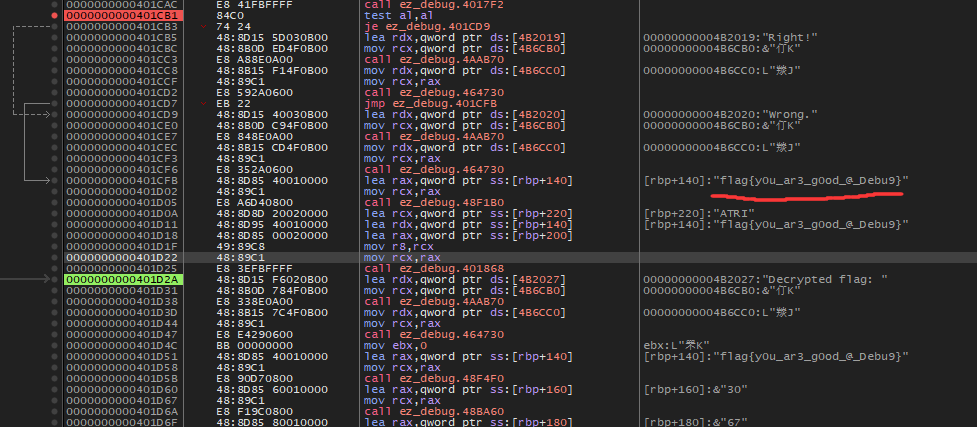 0000000000401CAC E8 41FBFFFF call ez_debug.4017F2
0000000000401CB1 84C0 test al,al
0000000000401CB3 74 24 je ez_debug.401CD9
0000000000401CB5 48:8D15 5D030B00 lea rdx,qword ptr ds:[4B2019] 00000000004B2019:"Right!"
0000000000401CBC 48:8B0D ED4F0B00 mov rcx,qword ptr ds:[4B6CB0] 00000000004B6CB0:&"仃K"
0000000000401CC3 E8 A88E0A00 call ez_debug.4AAB70
0000000000401CC8 48:8B15 F14F0B00 mov rdx,qword ptr ds:[4B6CC0] 00000000004B6CC0:L"䬠J"
0000000000401CCF 48:89C1 mov rcx,rax
0000000000401CD2 E8 592A0600 call ez_debug.464730
0000000000401CD7 EB 22 jmp ez_debug.401CFB
0000000000401CD9 48:8D15 40030B00 lea rdx,qword ptr ds:[4B2020] 00000000004B2020:"Wrong."
0000000000401CE0 48:8B0D C94F0B00 mov rcx,qword ptr ds:[4B6CB0] 00000000004B6CB0:&"仃K"
0000000000401CE7 E8 848E0A00 call ez_debug.4AAB70
0000000000401CEC 48:8B15 CD4F0B00 mov rdx,qword ptr ds:[4B6CC0] 00000000004B6CC0:L"J"
0000000000401CF3 48:89C1 mov rcx,rax
0000000000401CF6 E8 352A0600 call ez_debug.464730
0000000000401CFB 48:8D85 40010000 lea rax,qword ptr ss:[rbp+140] [rbp+140]:"flag{y0u_ar3_g0od_@_Debu9}"
0000000000401D02 48:89C1 mov rcx,rax
0000000000401D05 E8 A6D40800 call ez_debug.48F1B0
0000000000401D0A 48:8D8D 20020000 lea rcx,qword ptr ss:[rbp+220] [rbp+220]:"ATRI"
0000000000401D11 48:8D95 40010000 lea rdx,qword ptr ss:[rbp+140] [rbp+140]:"flag{y0u_ar3_g0od_@_Debu9}"
0000000000401D18 48:8D85 00020000 lea rax,qword ptr ss:[rbp+200]
0000000000401D1F 49:89C8 mov r8,rcx
0000000000401D22 48:89C1 mov rcx,rax
0000000000401D25 E8 3EFBFFFF call ez_debug.401868
0000000000401D2A 48:8D15 F6020B00 lea rdx,qword ptr ds:[4B2027] 00000000004B2027:"Decrypted flag: "
0000000000401D31 48:8B0D 784F0B00 mov rcx,qword ptr ds:[4B6CB0] 00000000004B6CB0:&"仃K"
0000000000401D38 E8 338E0A00 call ez_debug.4AAB70
0000000000401D3D 48:8B15 7C4F0B00 mov rdx,qword ptr ds:[4B6CC0] 00000000004B6CC0:L"J"
0000000000401D44 48:89C1 mov rcx,rax
0000000000401D47 E8 E4290600 call ez_debug.464730
0000000000401D4C BB 00000000 mov ebx,0 ebx:L"K"
0000000000401D51 48:8D85 40010000 lea rax,qword ptr ss:[rbp+140] [rbp+140]:"flag{y0u_ar3_g0od_@_Debu9}"
0000000000401D58 48:89C1 mov rcx,rax
0000000000401D5B E8 90D70800 call ez_debug.48F4F0
0000000000401D60 48:8D85 60010000 lea rax,qword ptr ss:[rbp+160] [rbp+160]:&"30"
0000000000401D67 48:89C1 mov rcx,rax
0000000000401D6A E8 F19C0800 call ez_debug.48BA60
0000000000401D6F 48:8D85 80010000 lea rax,qword ptr ss:[rbp+180] [rbp+180]:&"67"